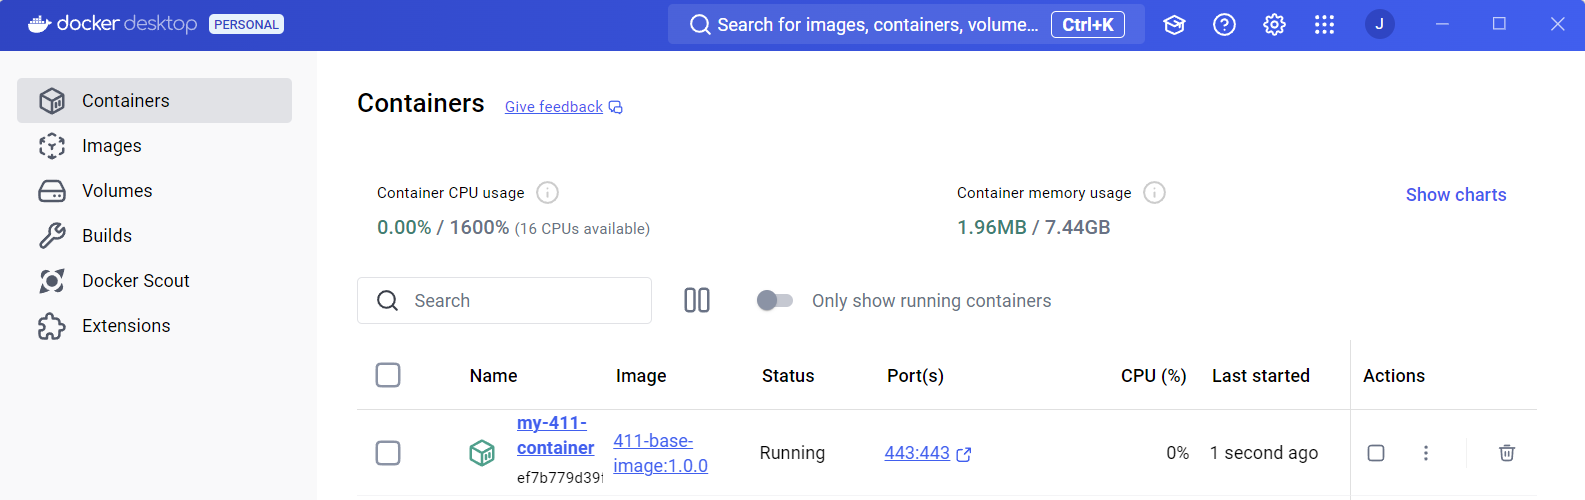 docker desktop PERSONAL
Search for images, containers, volume... Ctrl+K
J
Containers
Images
Volumes
Builds
Docker Scout
Extensions
Containers Give feedback
Container CPU usage
0.00% / 1600% (16 CPUs available)
Container memory usage
1.96MB / 7.44GB
Show charts
Search
Only show running containers
Name Image Status Port(s) CPU (%) Last started Actions
my-411-
container
ef7b779d39f
411-base-
image:1.0.0
Running
443:443
0%
1 second ago